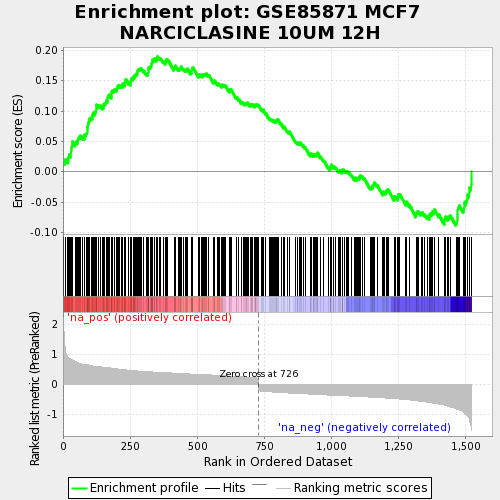 Enrichment plot: GSE85871 MCF7
NARCICLASINE 10UM 12H
Enrichment score (ES)
0.20
0.15
0.10
0.05
0.00
-0.05
-0.10
'na_pos' (positively correlated)
Ranked list metric (PreRanked)
2
1
0
-1
Zero cross at 726
'na_neg' (negatively correlated)
0
250
500
750
1,000
1,250
1,500
Rank in Ordered Dataset
Enrichment profile
Hits
Ranking metric scores